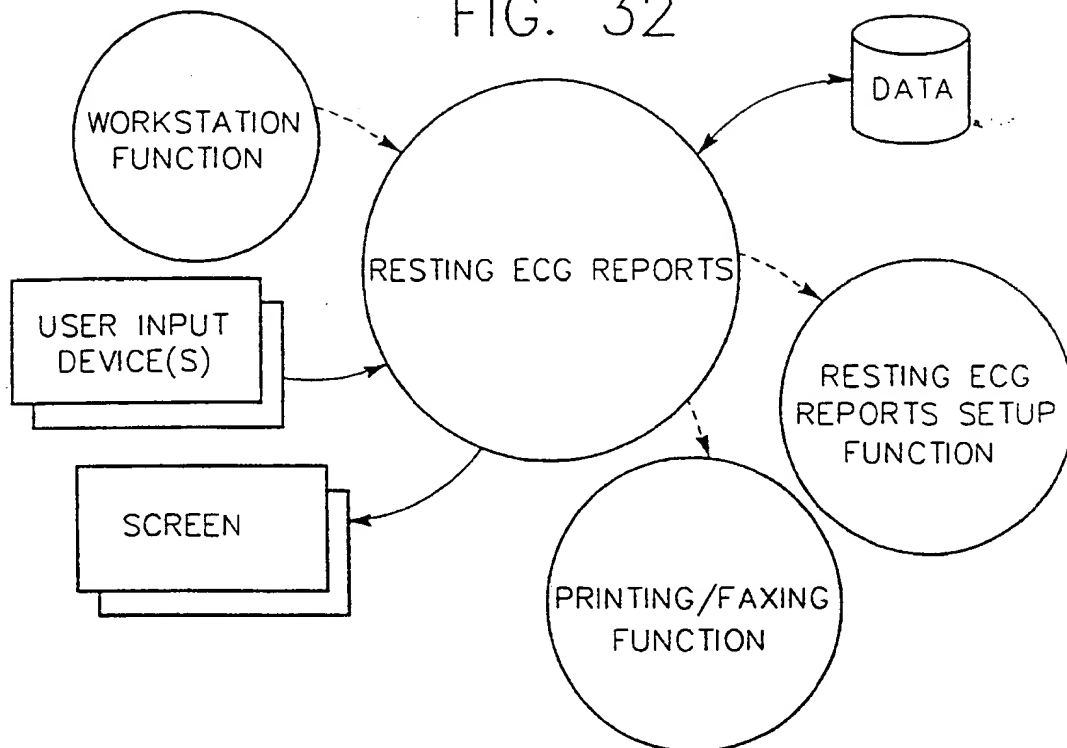 FIG. 32
WORKSTATION
FUNCTION
DATA
RESTING ECG REPORTS
USER INPUT
DEVICE(S)
RESTING ECG
REPORTS SETUP
FUNCTION
SCREEN
PRINTING/FAXING
FUNCTION